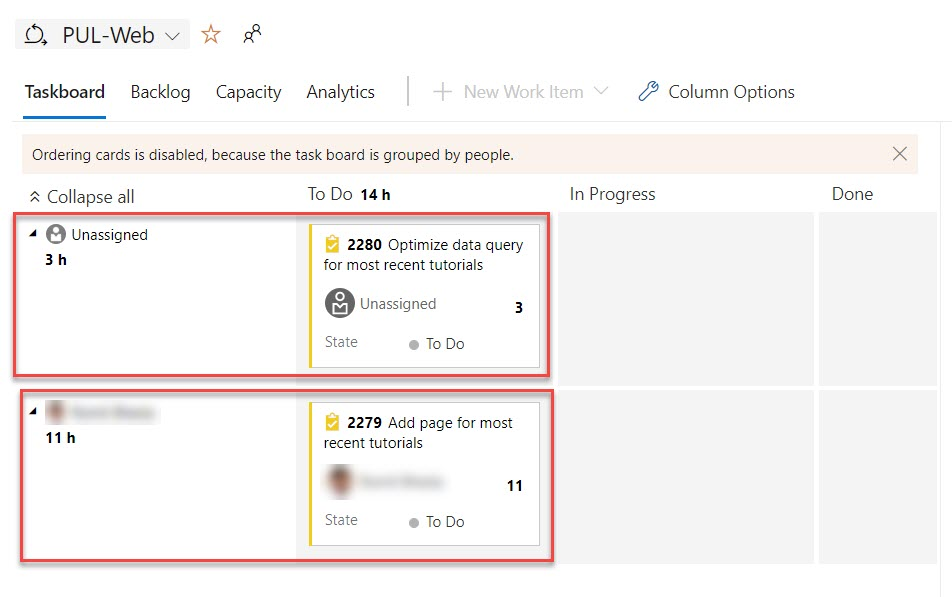 PUL-Web
Taskboard Backlog Capacity Analytics New Work Item Column Options
Ordering cards is disabled, because the task board is grouped by people.
Collapse all To Do 14 h In Progress Done
Unassigned
3 h
2280 Optimize data query
for most recent tutorials
Unassigned 3
State To Do
11 h
2279 Add page for most
recent tutorials
11
State To Do